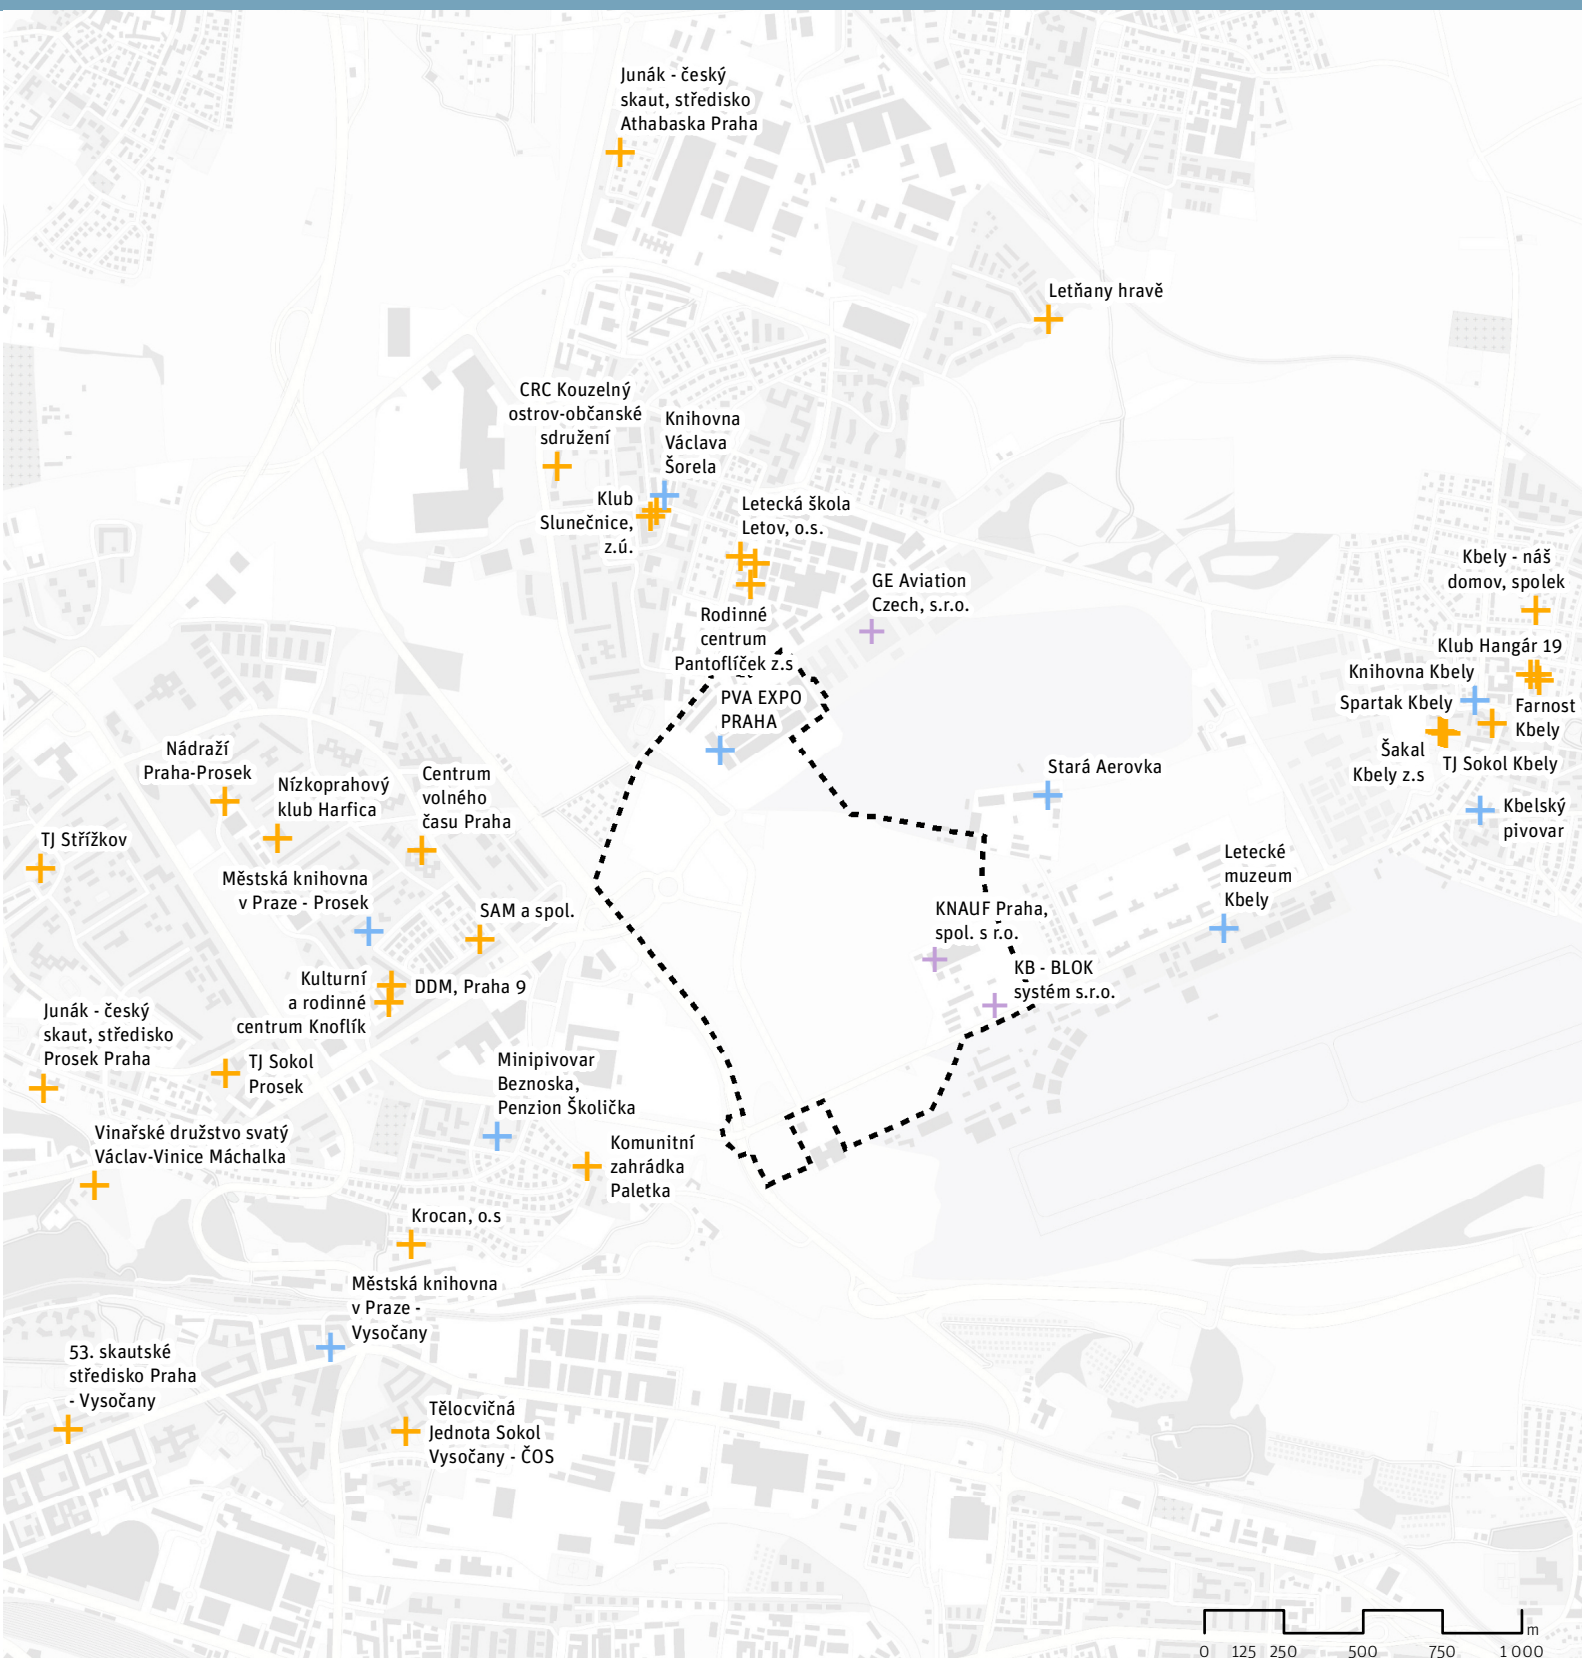 Junák - český
skaut, středisko
Athabaska Praha
Letňany hravě
CRC Kouzelný
ostrov-občanské
sdružení
Knihovna
Václava
Šorela
Klub
Slunečnice,
z.ú.
Letecká škola
Letov, o.s.
GE Aviation
Czech, s.r.o.
Rodinné
centrum
Pantoflíček z.s
PVA EXPO
PRAHA
Kbely - náš
domov, spolek
Klub Hangár 19
Knihovna Kbely
Spartak Kbely
Farnost
Kbely
Šakal
Kbely z.s
TJ Sokol Kbely
Kbelský
pivovar
Stará Aerovka
Letecké
muzeum
Kbely
Nádraží
Praha-Prosek
Nízkoprahový
klub Harfica
Centrum
volného
času Praha
TJ Střížkov
Městská knihovna
v Praze - Prosek
SAM a spol.
KNAUF Praha,
spol. s r.o.
KB - BLOK
systém s.r.o.
Kulturní
a rodinné
centrum Knoflík
DDM, Praha 9
Junák - český
skaut, středisko
Prosek Praha
TJ Sokol
Prosek
Minipivovar
Beznoska,
Penzion Školička
Vinařské družstvo svatý
Václav-Vinice Máchalka
Komunitní
zahrádka
Paletka
Krocan, o.s
Městská knihovna
v Praze -
Vysočany
53. skautské
středisko Praha
- Vysočany
Tělocvičná
Jednota Sokol
Vysočany - ČOS
m
0 125 250 500 750 1 000